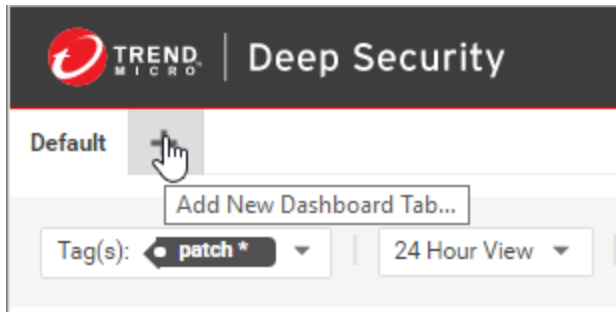 TREND MICRO | Deep Security
Default +
Add New Dashboard Tab...
Tag(s): patch * 24 Hour View